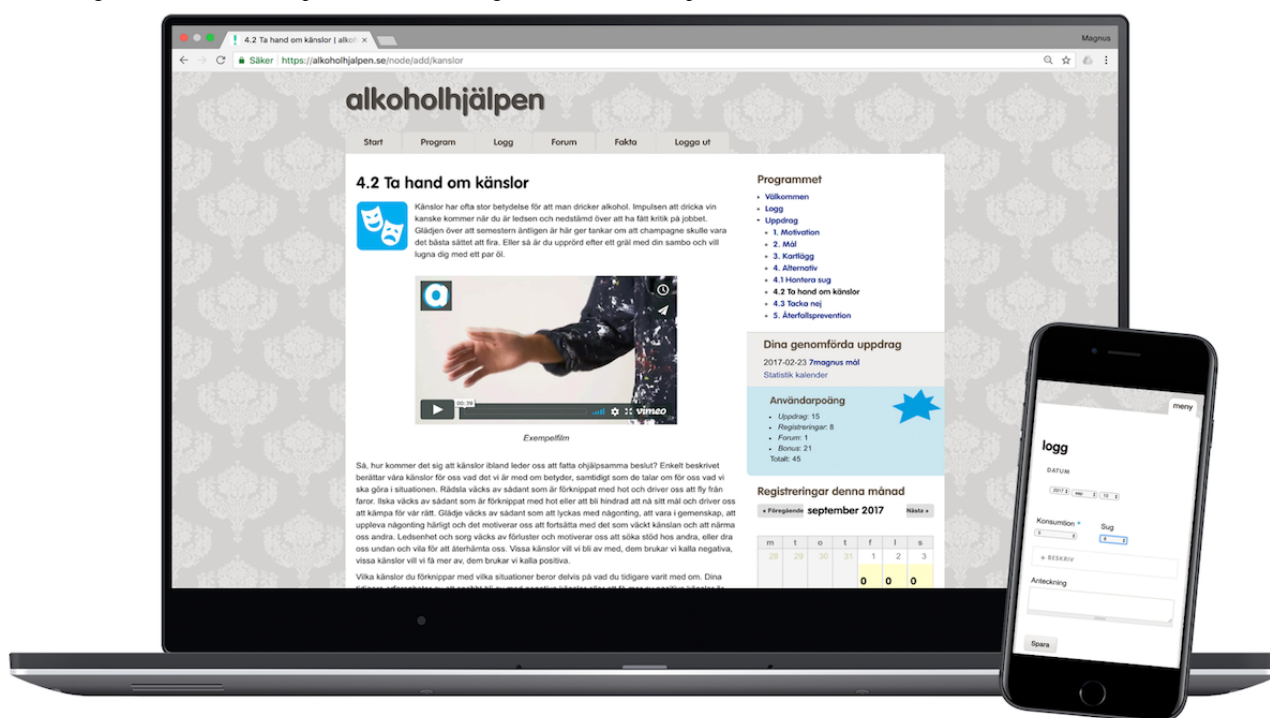 4.2 Ta hand om känslor | alkoh
Magnus
Säker
https://alkoholhjalpen.se/node/add/kanslor
alkoholhjälpen
Start Program Logg Forum Fakta Logga ut
4.2 Ta hand om känslor
Känslor har ofta stor betydelse för att man dricker alkohol. Impulsen att dricka vin
kanske kommer när du är ledsen och nedstämd över att ha fått kritik på jobbet.
Glädjen över att semestern äntligen är här ger tankar om att champagne skulle vara
det bästa sättet att fira. Eller så är du upprörd efter ett gräl med din sambo och vill
lugna dig med ett par öl.
a
00:39
vimeo
Exempelfilm
Så, hur kommer det sig att känslor ibland leder oss att fatta ohjälpsamma beslut? Enkelt beskrivet
berättar våra känslor för oss vad det vi är med om betyder, samtidigt som de talar om för oss vad vi
ska göra i situationen. Rädsla väcks av sådant som är förknippat med hot och driver oss att fly från
faror. Ilska väcks av sådant som är förknippat med hot eller att bli hindrad att nå sitt mål och driver oss
att kämpa för vår rätt. Glädje väcks av sådant som att lyckas med någonting, att vara i gemenskap, att
uppleva någonting härligt och det motiverar oss att fortsätta med det som väckt känslan och att närma
oss andra. Ledsenhet och sorg väcks av förluster och motiverar oss att söka stöd hos andra, eller dra
oss undan och vila för att återhämta oss. Vissa känslor vill vi bli av med, dem brukar vi kalla negativa,
vissa känslor vill vi få mer av, dem brukar vi kalla positiva.
Vilka känslor du förknippar med vilka situationer beror delvis på vad du tidigare varit med om. Dina
Programmet
Välkommen
Logg
Uppdrag
1. Motivation
2. Mål
3. Kartlägg
4. Alternativ
4.1 Hantera sug
4.2 Ta hand om känslor
4.3 Tacka nej
5. Återfallsprevention
Dina genomförda uppdrag
2017-02-23 7magnus mål
Statistik kalender
Användarpoäng
Uppdrag: 15
Registreringar: 8
Forum: 1
Bonus: 21
Totalt: 45
Registreringar denna månad
« Föregående september 2017 Nästa »
m t o t f l s
28 29 30 31 1 2 3
0 0 0
meny
logg
DATUM
2017 sep 10
Konsumtion * Sug
BESKRIV
Anteckning
Spara